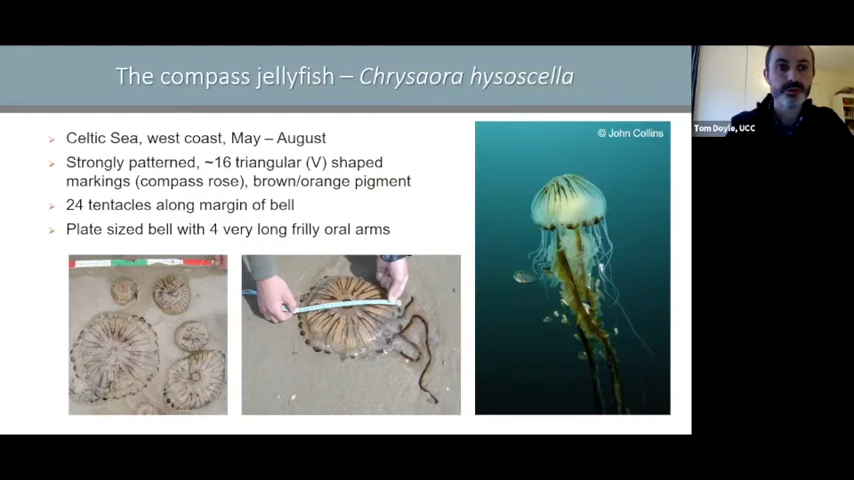 The compass jellyfish – Chrysaora hysoscella
Celtic Sea, west coast, May – August
Strongly patterned, ~16 triangular (V) shaped
markings (compass rose), brown/orange pigment
24 tentacles along margin of bell
Plate sized bell with 4 very long frilly oral arms
© John Collins
Tom Doyle, UCC